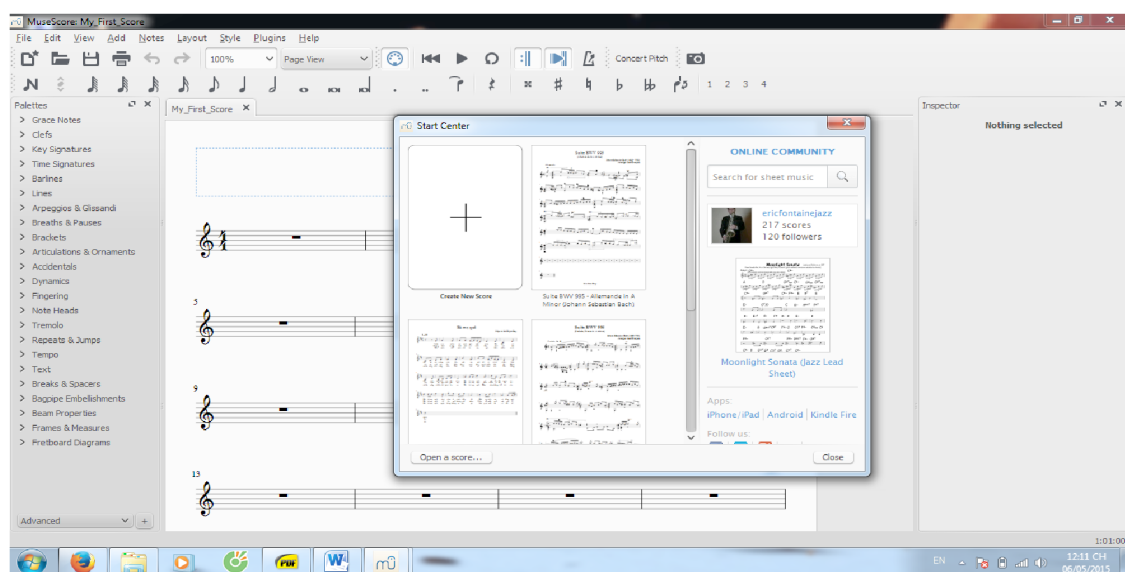 MuseScore: My_First_Score
File Edit View Add Notes Layout Style Plugins Help
100% Page View Concert Pitch
1 2 3 4
Palettes
My_First_Score
Inspector
Nothing selected
> Grace Notes
> Clefs
> Key Signatures
> Time Signatures
> Barlines
> Lines
> Arpeggios & Glissandi
> Breaths & Pauses
> Brackets
> Articulations & Ornaments
> Accidentals
> Dynamics
> Fingering
> Note Heads
> Tremolo
> Repeats & Jumps
> Tempo
> Text
> Breaks & Spacers
> Bagpipe Embellishments
> Beam Properties
> Frames & Measures
> Fretboard Diagrams
Advanced
5
9
13
Start Center
Create New Score
Suite BWV 995 - Allemande in A
Minor (Johann Sebastian Bach)
ONLINE COMMUNITY
Search for sheet music
ericfontainejazz
217 scores
120 followers
Moonlight Sonata
Moonlight Sonata (Jazz Lead
Sheet)
Apps:
iPhone/iPad | Android | Kindle Fire
Follow us:
Open a score...
Close
1:01:00
PDF
W
EN
12:11 CH
06/05/2015